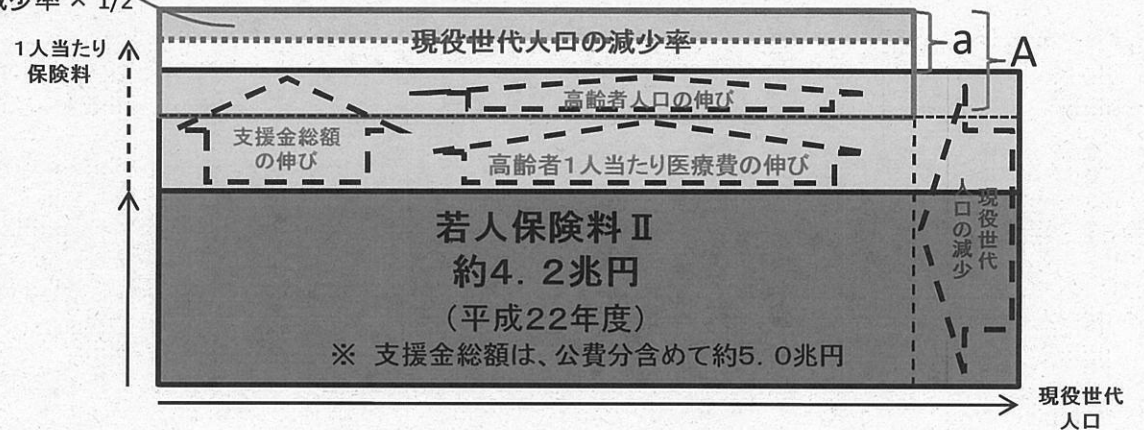 少率 × 1/2
1人当たり
保険料
現役世代人口の減少率
a
A
高齢者人口の伸び
支援金総額
の伸び
高齢者1人当たり医療費の伸び
現役世代
人口の減少
若人保険料Ⅱ
約4.2兆円
(平成22年度)
※ 支援金総額は、公費分含めて約5.0兆円
現役世代
人口